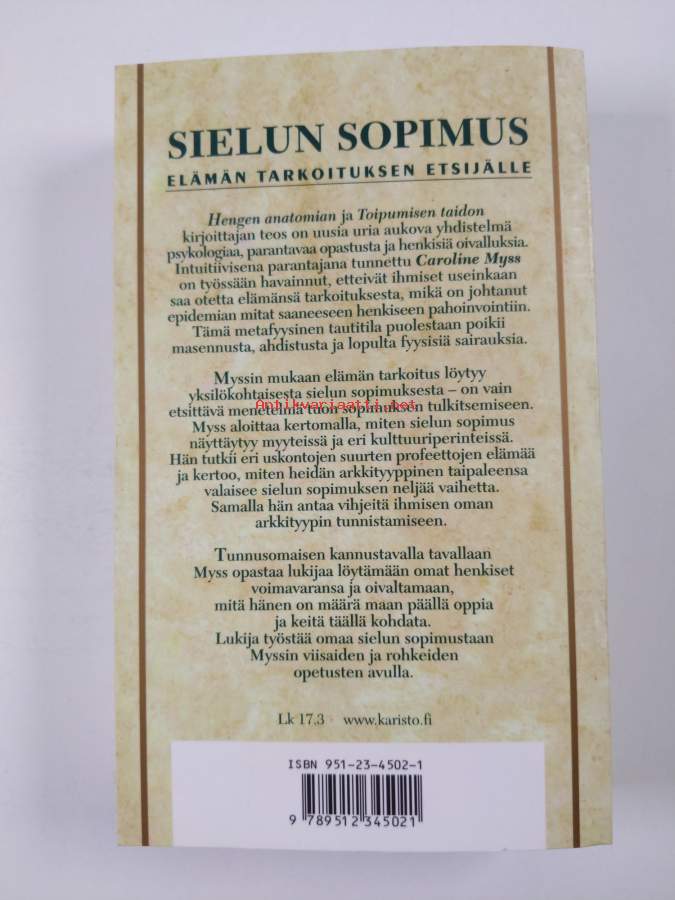 SIELUN SOPIMUS
ELÄMÄN TARKOITUKSEN ETSIJÄLLE
Hengen anatomian ja Toipumisen taidon
kirjoittajan teos on uusia uria aukova yhdistelmä
psykologiaa, parantavaa opastusta ja henkisiä oivalluksia.
Intuitiivisena parantajana tunnettu Caroline Myss
on työssään havainnut, etteivät ihmiset useinkaan
saa otetta elämänsä tarkoituksesta, mikä on johtanut
epidemian mitat saaneeseen henkiseen pahoinvointiin.
Tämä metafyysinen tautitila puolestaan poikii
masennusta, ahdistusta ja lopulta fyysisiä sairauksia.
Myssin mukaan elämän tarkoitus löytyy
yksilökohtaisesta sielun sopimuksesta – on vain
Antikvariaatti.net
etsittävä menetelmä tuon sopimuksen tulkitsemiseen.
Myss aloittaa kertomalla, miten sielun sopimus
näyttäytyy myyteissä ja eri kulttuuriperinteissä.
Hän tutkii eri uskontojen suurten profeettojen elämää
ja kertoo, miten heidän arkkityyppinen taipaleensa
valaisee sielun sopimuksen neljää vaihetta.
Samalla hän antaa vihjeitä ihmisen oman
arkkityypin tunnistamiseen.
Tunnusomaisen kannustavalla tavallaan
Myss opastaa lukijaa löytämään omat henkiset
voimavaransa ja oivaltamaan,
mitä hänen on määrä maan päällä oppia
ja keitä täällä kohdata.
Lukija työstää omaa sielun sopimustaan
Myssin viisaiden ja rohkeiden
opetusten avulla.
Lk 17,3 www.karisto.fi
ISBN 951-23-4502-1
9 789512 345021